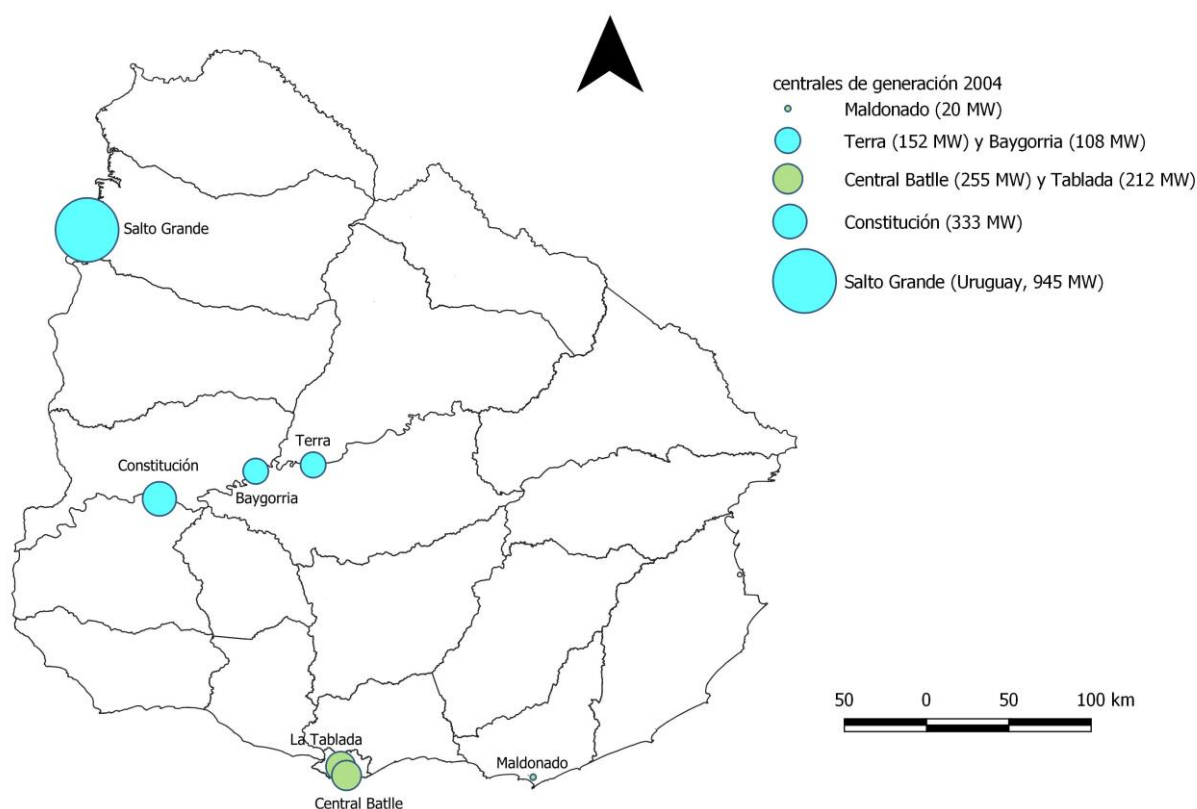 centrales de generación 2004
Maldonado (20 MW)
Terra (152 MW) y Baygorria (108 MW)
Central Batlle (255 MW) y Tablada (212 MW)
Constitución (333 MW)
Salto Grande (Uruguay, 945 MW)
Salto Grande
Terra
Constitución
Baygorria
50 0 50 100 km
La Tablada
Maldonado
Central Batlle